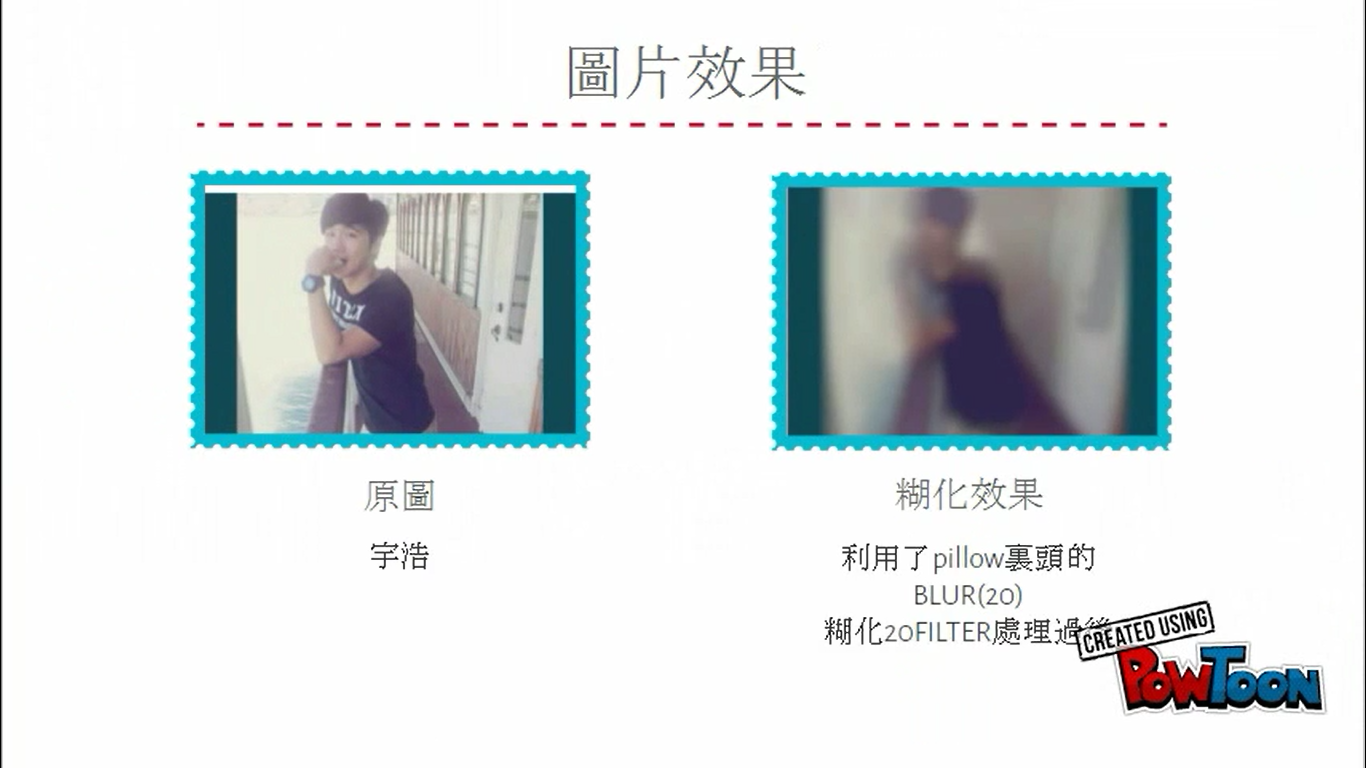 圖片效果
原圖
宇浩
糊化效果
利用了pillow裏頭的
BLUR(20)
糊化20FILTER處理過後
CREATED USING
POWTOON